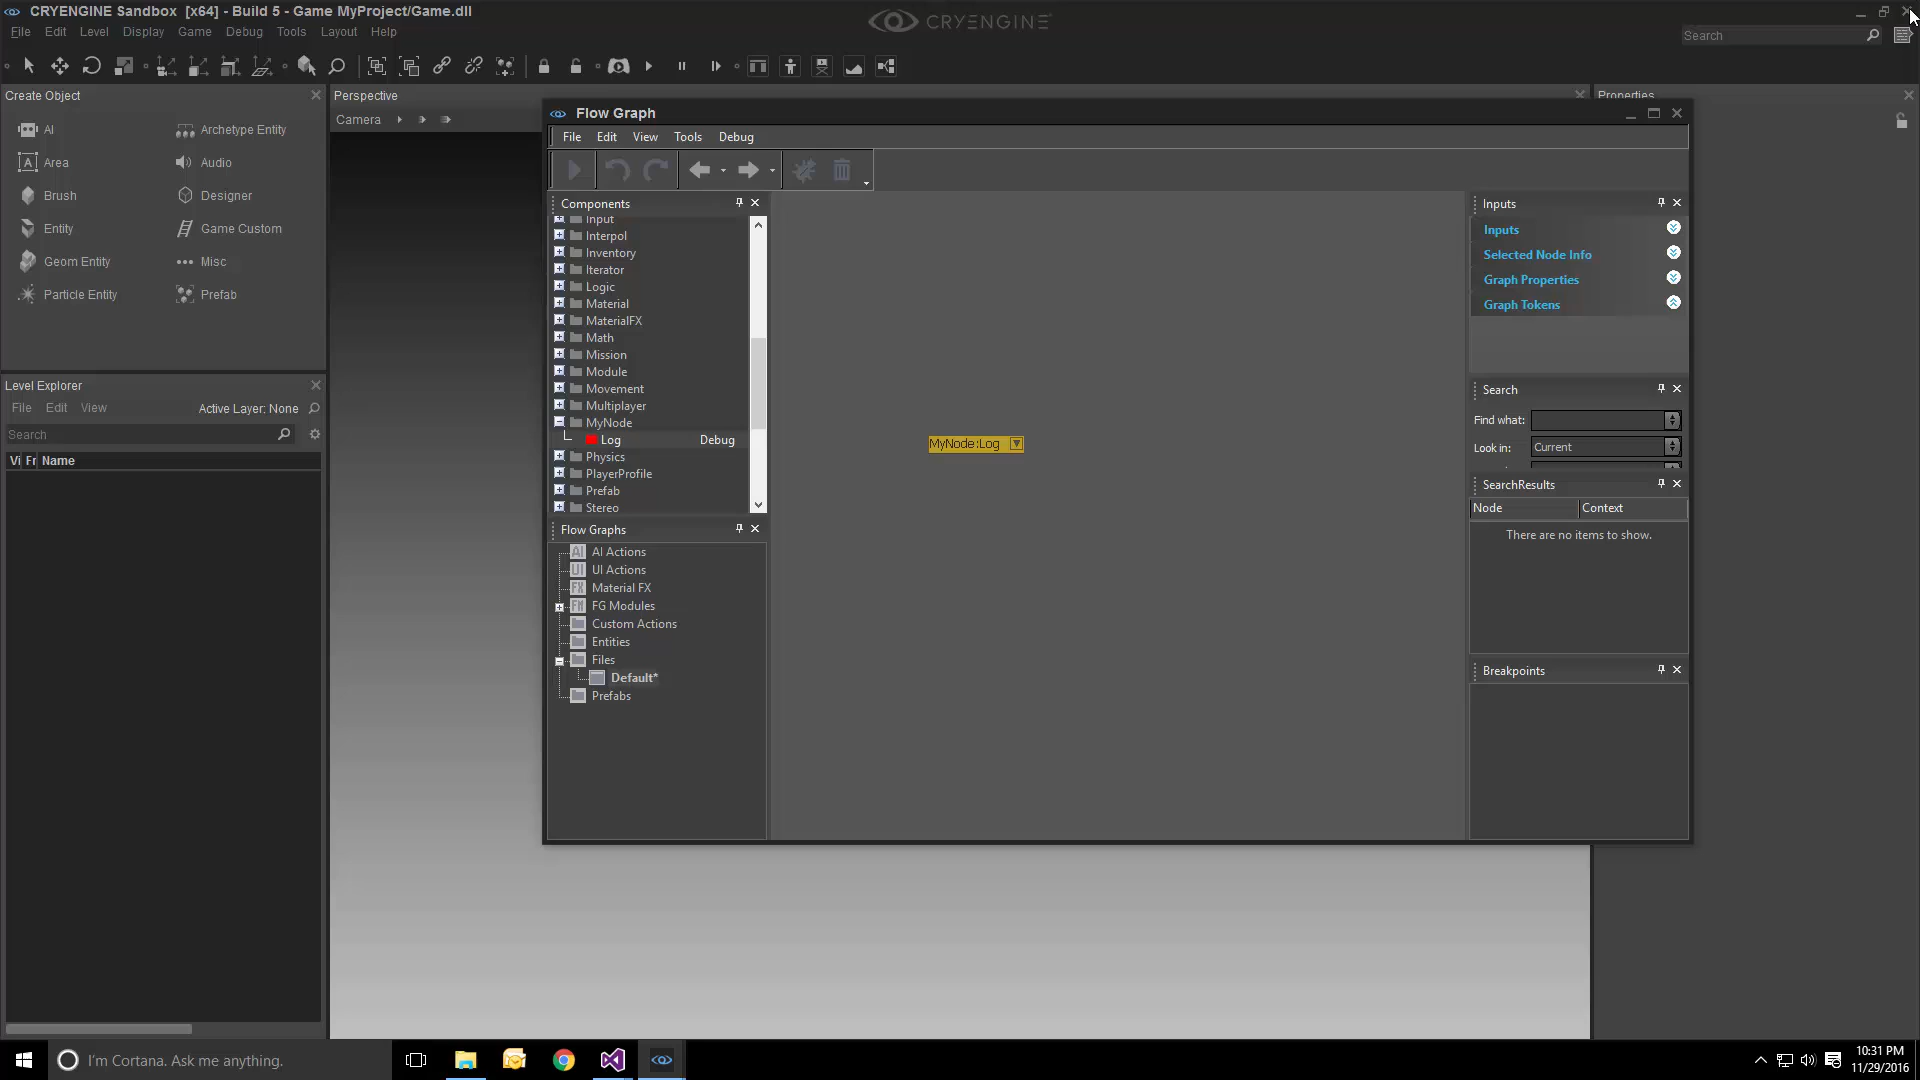 CRYENGINE Sandbox [x64] - Build 5 - Game MyProject/Game.dll
CRYENGINE
File Edit Level Display Game Debug Tools Layout Help
Search
Create Object
AI
Archetype Entity
Area
Audio
Brush
Designer
Entity
Game Custom
Geom Entity
Misc
Particle Entity
Prefab
Level Explorer
File Edit View Active Layer: None
Search
Vi Fr Name
Perspective
Camera
Properties
Flow Graph
File Edit View Tools Debug
Components
Input
Interpol
Inventory
Iterator
Logic
Material
MaterialFX
Math
Mission
Module
Movement
Multiplayer
MyNode
Log Debug
Physics
PlayerProfile
Prefab
Stereo
Flow Graphs
AI AI Actions
UI UI Actions
FX Material FX
FM FG Modules
Custom Actions
Entities
Files
Default*
Prefabs
MyNode:Log
Inputs
Inputs
Selected Node Info
Graph Properties
Graph Tokens
Search
Find what:
Look in: Current
SearchResults
Node Context
There are no items to show.
Breakpoints
I'm Cortana. Ask me anything.
10:31 PM
11/29/2016